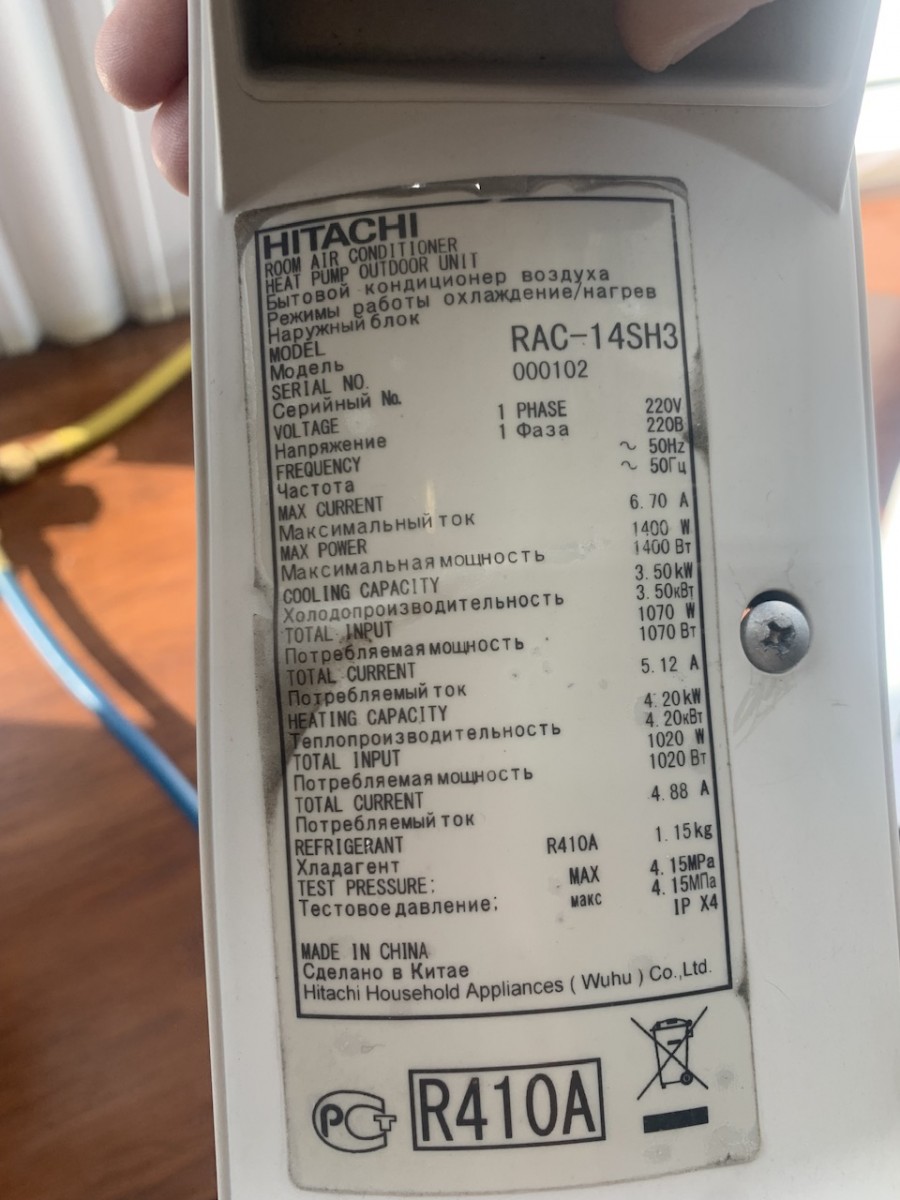 HITACHI
ROOM AIR CONDITIONER
HEAT PUMP OUTDOOR UNIT
Бытовой кондиционер воздуха
Режимы работы охлаждение/нагрев
Наружный блок
MODEL RAC-14SH3
Модель
SERIAL NO. 000102
Серийный №.
VOLTAGE 1 PHASE 220V
Напряжение 1 Фаза 220В
FREQUENCY ~ 50Hz
Частота ~ 50Гц
MAX CURRENT 6.70 A
Максимальный ток
MAX POWER 1400 W
Максимальная мощность 1400 Вт
COOLING CAPACITY 3.50kW
Холодопроизводительность 3.50кВт
TOTAL INPUT 1070 W
Потребляемая мощность 1070 Вт
TOTAL CURRENT 5.12 A
Потребляемый ток
HEATING CAPACITY 4.20kW
Теплопроизводительность 4.20кВт
TOTAL INPUT 1020 W
Потребляемая мощность 1020 Вт
TOTAL CURRENT 4.88 A
Потребляемый ток
REFRIGERANT R410A 1.15kg
Хладагент
TEST PRESSURE: MAX 4.15MPa
Тестовое давление: макс 4.15МПа
IP X4
MADE IN CHINA
Сделано в Китае
Hitachi Household Appliances ( Wuhu ) Co.,Ltd.
РСТ R410A